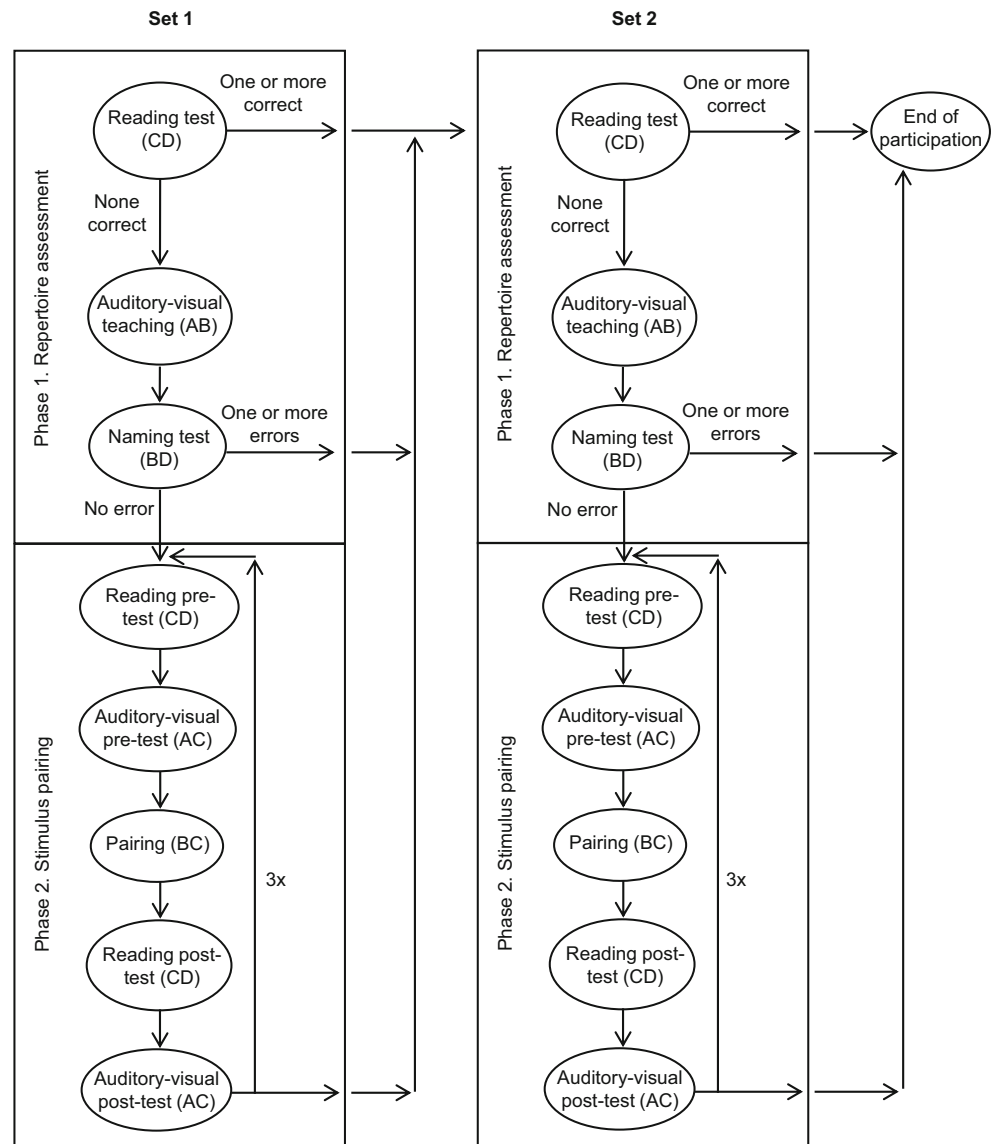 Set 1
Phase 1. Repertoire assessment
Reading test
(CD)
One or more
correct
None
correct
Auditory-visual
teaching (AB)
Naming test
(BD)
One or more
errors
No error
Phase 2. Stimulus pairing
Reading pre-
test (CD)
Auditory-visual
pre-test (AC)
Pairing (BC)
3x
Reading post-
test (CD)
Auditory-visual
post-test (AC)
Set 2
Phase 1. Repertoire assessment
Reading test
(CD)
One or more
correct
None
correct
Auditory-visual
teaching (AB)
Naming test
(BD)
One or more
errors
No error
Phase 2. Stimulus pairing
Reading pre-
test (CD)
Auditory-visual
pre-test (AC)
Pairing (BC)
3x
Reading post-
test (CD)
Auditory-visual
post-test (AC)
End of
participation